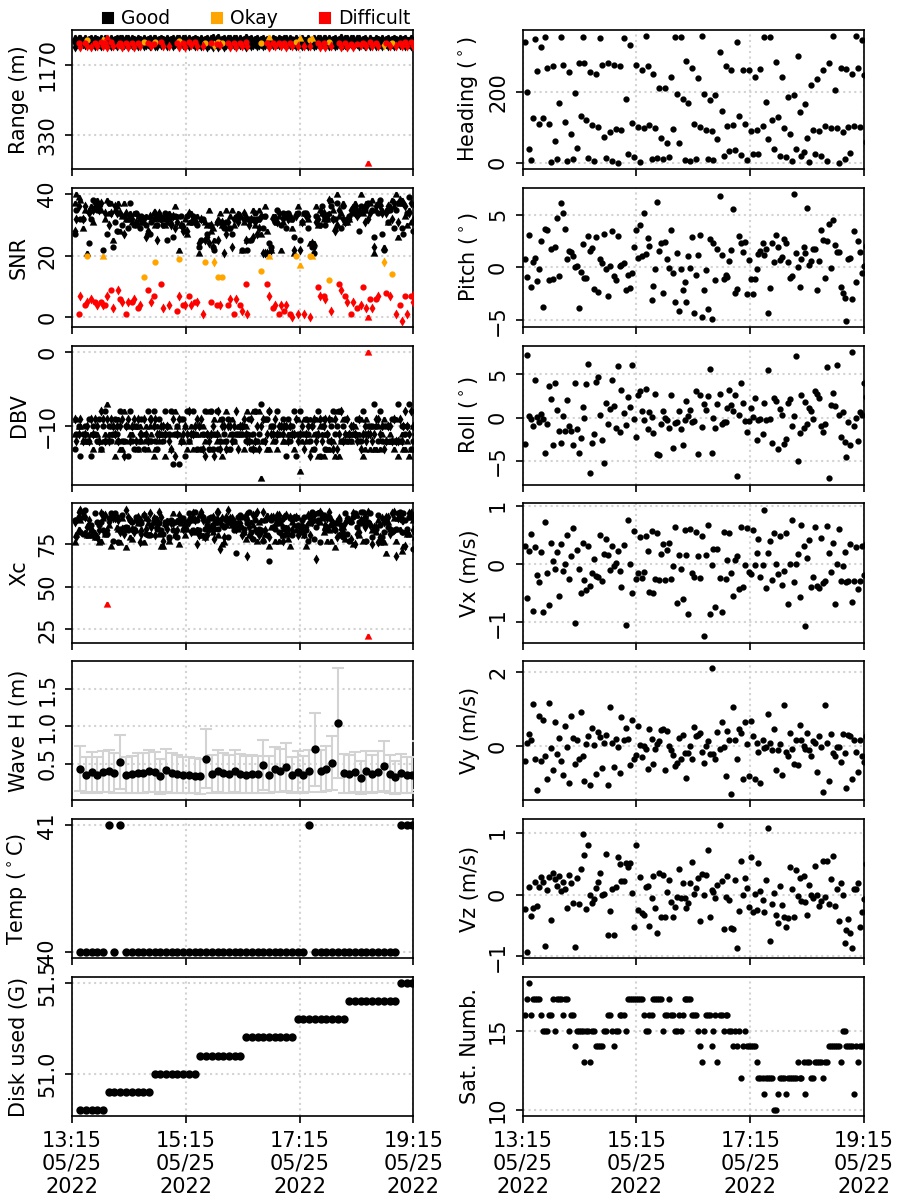 Good Okay Difficult
Range (m)
1170
330
Heading (°)
200
0
SNR
40
20
0
Pitch (°)
5
0
−5
DBV
0
−10
Roll (°)
5
0
−5
Xc
75
50
25
Vx (m/s)
1
0
−1
Wave H (m)
1.5
1.0
0.5
Vy (m/s)
2
0
Temp (°C)
41
40
Vz (m/s)
1
0
−1
Disk used (G)
51.5
51.0
Sat. Numb.
15
10
13:15 15:15 17:15 19:15
05/25 05/25 05/25 05/25
2022 2022 2022 2022
13:15 15:15 17:15 19:15
05/25 05/25 05/25 05/25
2022 2022 2022 2022